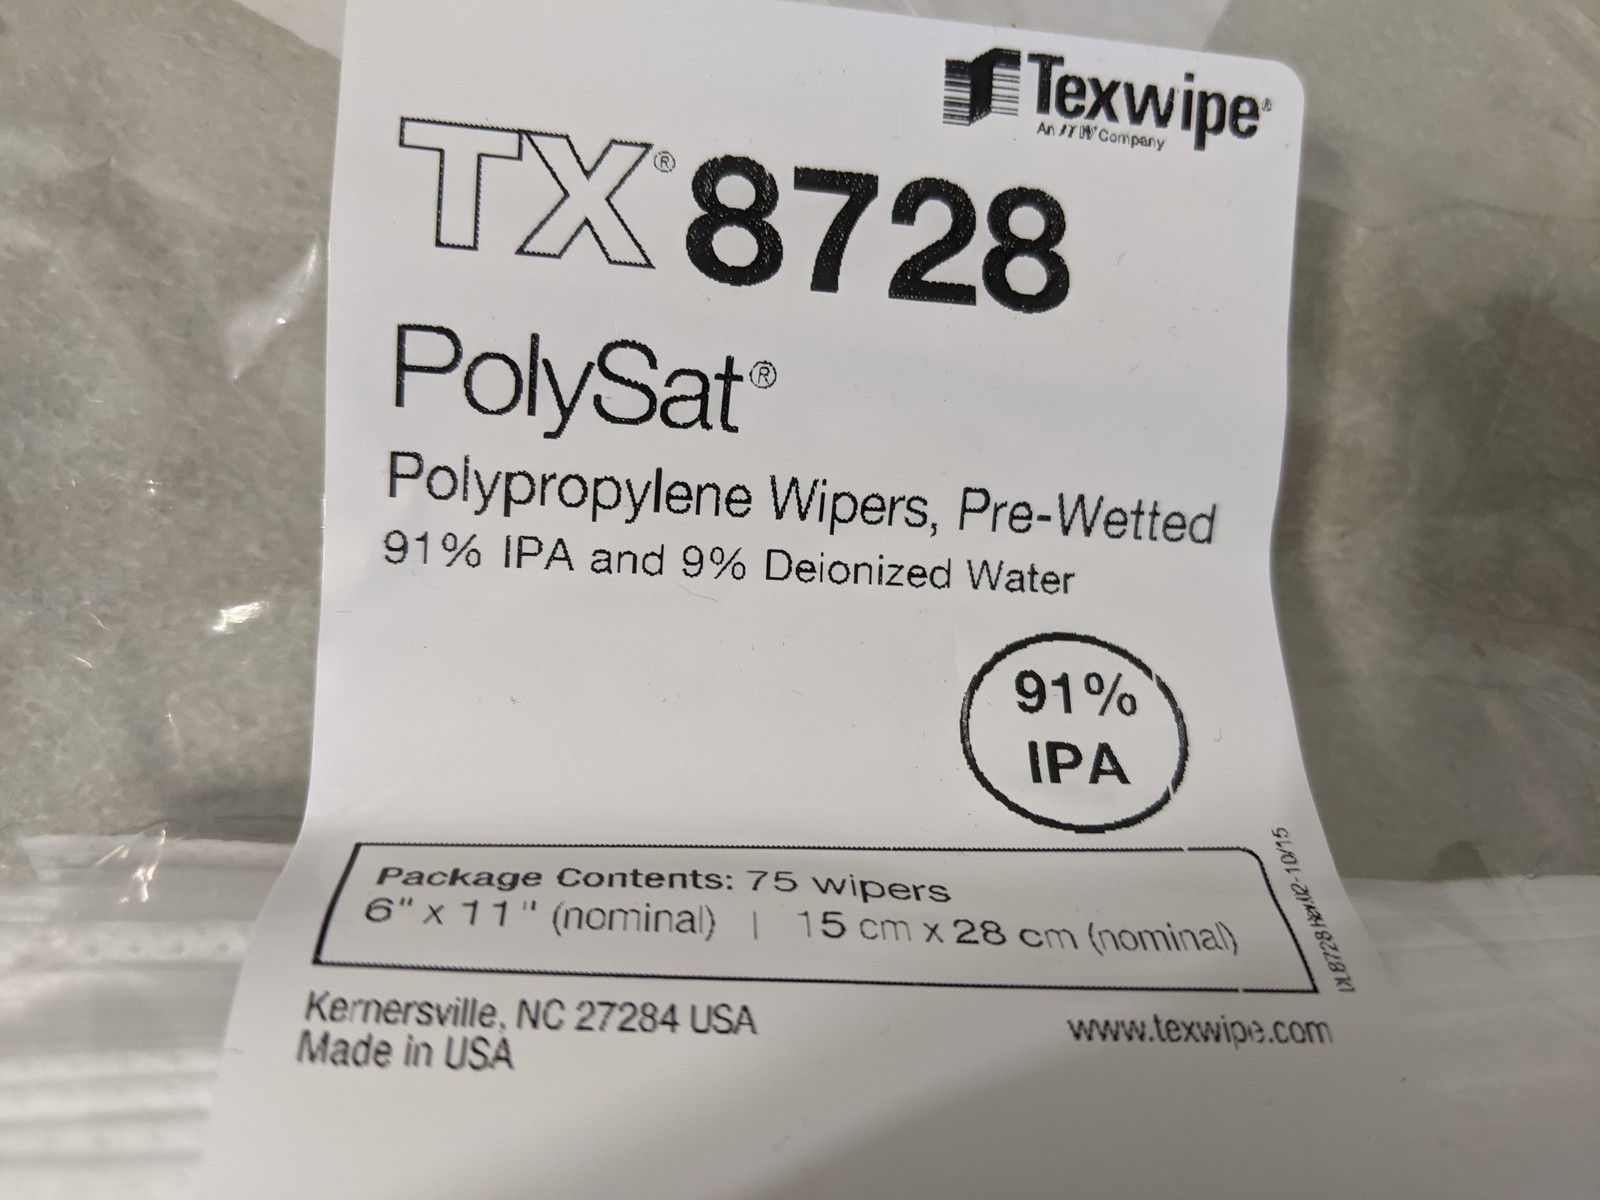 Texwipe®
An ITW Company
TX® 8728
PolySat®
Polypropylene Wipers, Pre-Wetted
91% IPA and 9% Deionized Water
91%
IPA
Package Contents: 75 wipers
6" x 11" (nominal) | 15 cm x 28 cm (nominal)
Kernersville, NC 27284 USA
Made in USA
www.texwipe.com